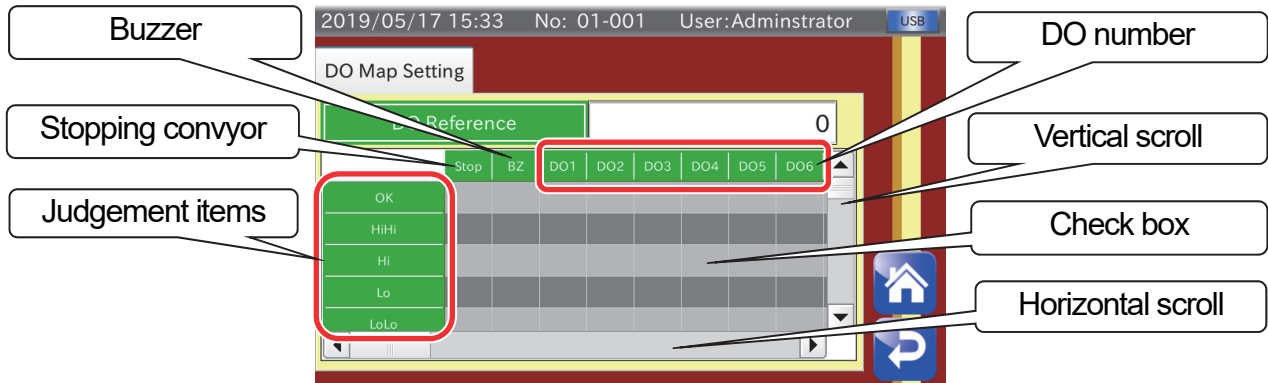 2019/05/17 15:33 No: 01-001 User:Adminstrator USB
Buzzer
DO number
DO Map Setting
DO Reference 0
Stopping convyor
Vertical scroll
Stop BZ DO1 DO2 DO3 DO4 DO5 DO6
Judgement items
OK
HiHi
Check box
Hi
Lo
Horizontal scroll
LoLo